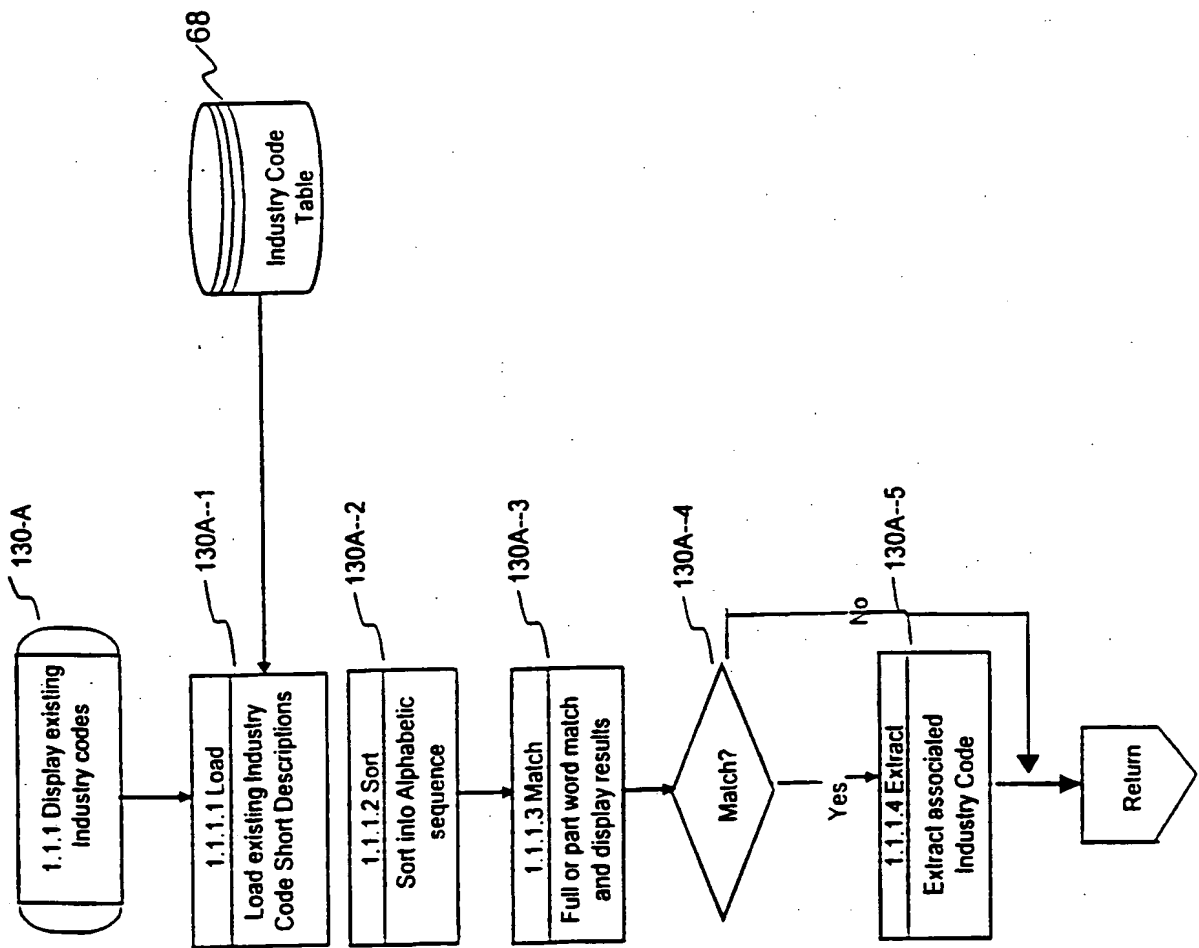 130-A
1.1.1 Display existing
Industry codes
68
Industry Code
Table
130A--1
1.1.1.1 Load
Load existing Industry
Code Short Descriptions
130A--2
1.1.1.2 Sort
Sort into Alphabetic
sequence
130A--3
1.1.1.3 Match
Full or part word match
and display results
130A--4
Match?
No
Yes
130A--5
1.1.1.4 Extract
Extract associaled
Industry Code
Return